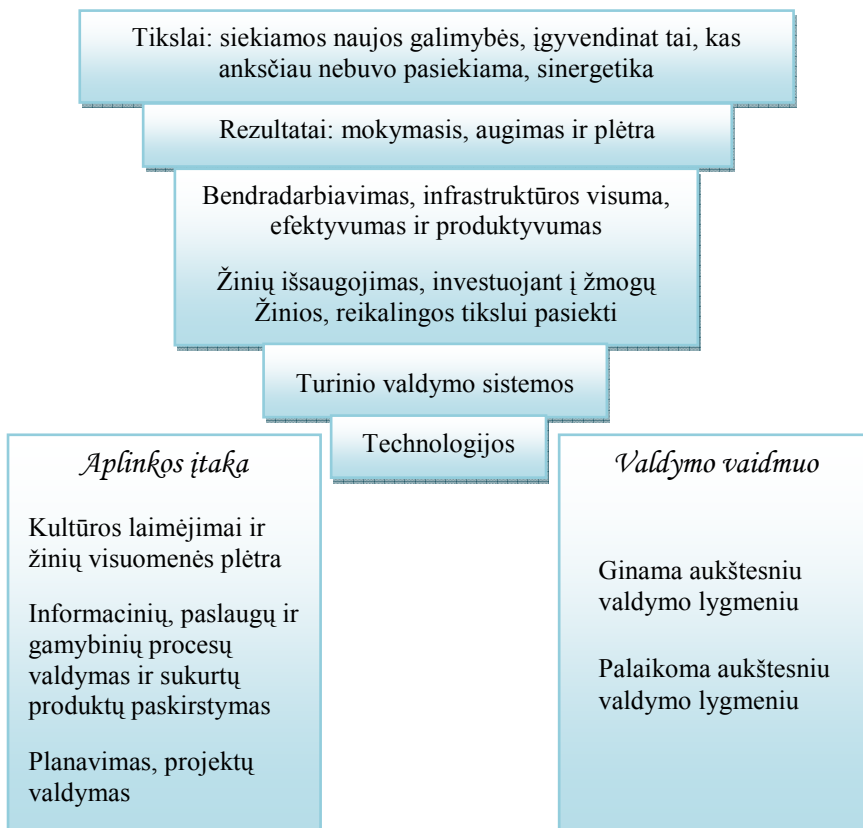 Tikslai: siekiamos naujos galimybės, įgyvendinat tai, kas
anksčiau nebuvo pasiekiama, sinergetika
Rezultatai: mokymasis, augimas ir plėtra
Bendradarbiavimas, infrastruktūros visuma,
efektyvumas ir produktyvumas
Žinių išsaugojimas, investuojant į žmogų
Žinios, reikalingos tikslui pasiekti
Turinio valdymo sistemos
Technologijos
Aplinkos įtaka
Kultūros laimėjimai ir
žinių visuomenės plėtra
Informacinių, paslaugų ir
gamybinių procesų
valdymas ir sukurtų
produktų paskirstymas
Planavimas, projektų
valdymas
Valdymo vaidmuo
Ginama aukštesniu
valdymo lygmeniu
Palaikoma aukštesniu
valdymo lygmeniu